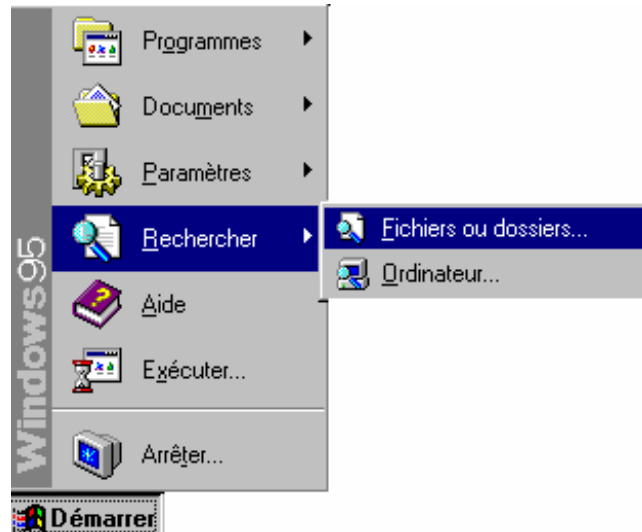 Programmes
Documents
Paramètres
Rechercher
Fichiers ou dossiers...
Ordinateur...
Aide
Exécuter...
Arrêter...
Windows95
Démarrer